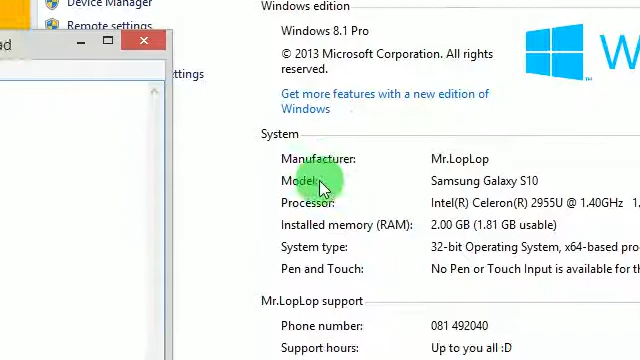 Device Manager
Remote settings
ad
ettings
Windows edition
Windows 8.1 Pro
© 2013 Microsoft Corporation. All rights
reserved.
Get more features with a new edition of
Windows
W
System
Manufacturer: Mr.LopLop
Model: Samsung Galaxy S10
Processor: Intel(R) Celeron(R) 2955U @ 1.40GHz 1.
Installed memory (RAM): 2.00 GB (1.81 GB usable)
System type: 32-bit Operating System, x64-based pro
Pen and Touch: No Pen or Touch Input is available for th
Mr.LopLop support
Phone number: 081 492040
Support hours: Up to you all :D